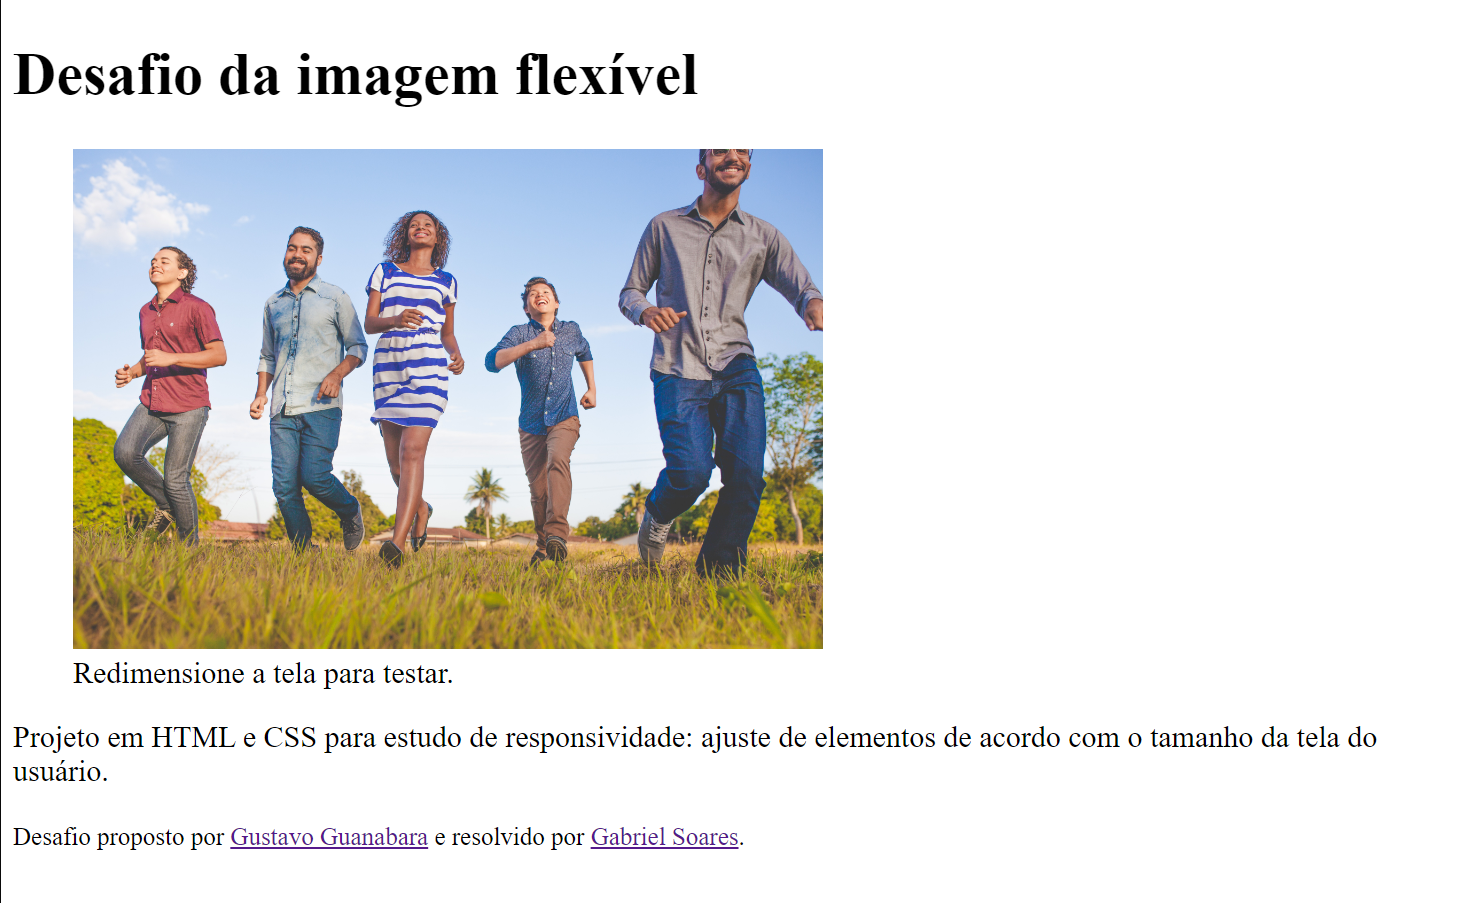 Desafio da imagem flexível
Redimensione a tela para testar.
Projeto em HTML e CSS para estudo de responsividade: ajuste de elementos de acordo com o tamanho da tela do
usuário.
Desafio proposto por Gustavo Guanabara e resolvido por Gabriel Soares.